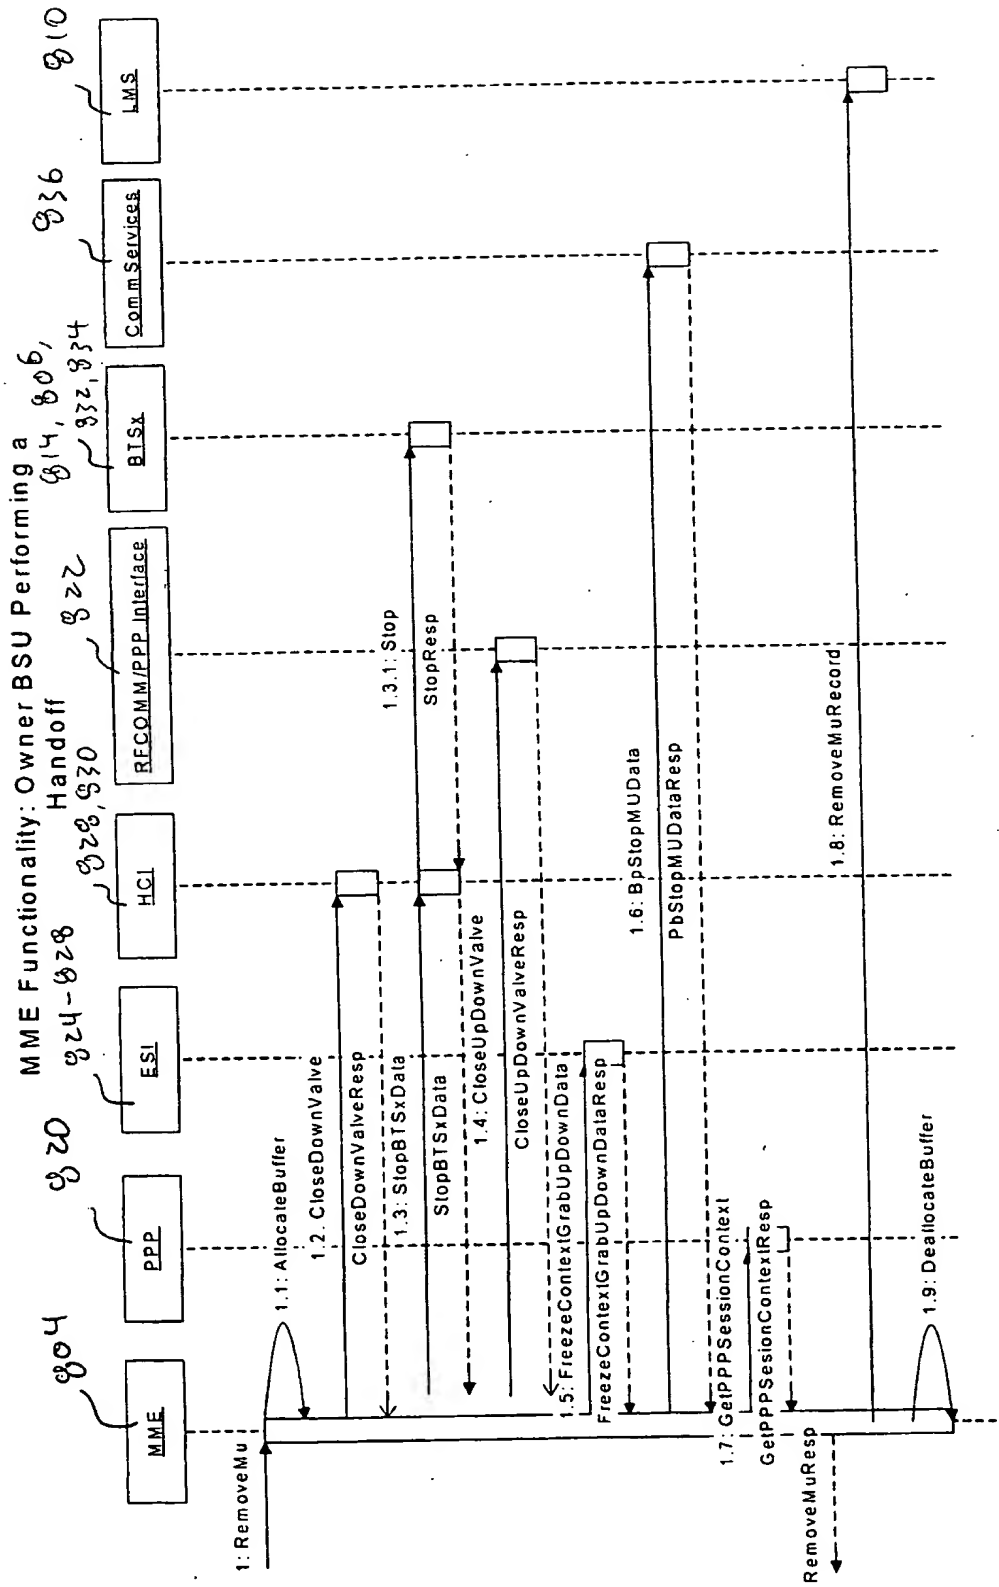 MME Functionality: Owner BSU Performing a
Handoff
804
820
824-828
828, 830
822
814, 806,
832, 834
836
810
MME
PPP
ESI
HCI
RFCOMM/PPP Interface
BTSx
CommServices
LMS
1: RemoveMu
1.1: AllocateBuffer
1.2. CloseDownValve
CloseDownValveResp
1.3: StopBTSxData
1.3.1: Stop
StopResp
StopBTSxData
1.4: CloseUpDownValve
CloseUpDownValveResp
1.5: FreezeContextGrabUpDownData
FreezeContextGrabUpDownDataResp
1.6: BpStopMUData
PbStopMUDataResp
1.7: GetPPPSessionContext
GetPPPSesionContextResp
RemoveMuResp
1.8: RemoveMuRecord
1.9: DeallocateBuffer